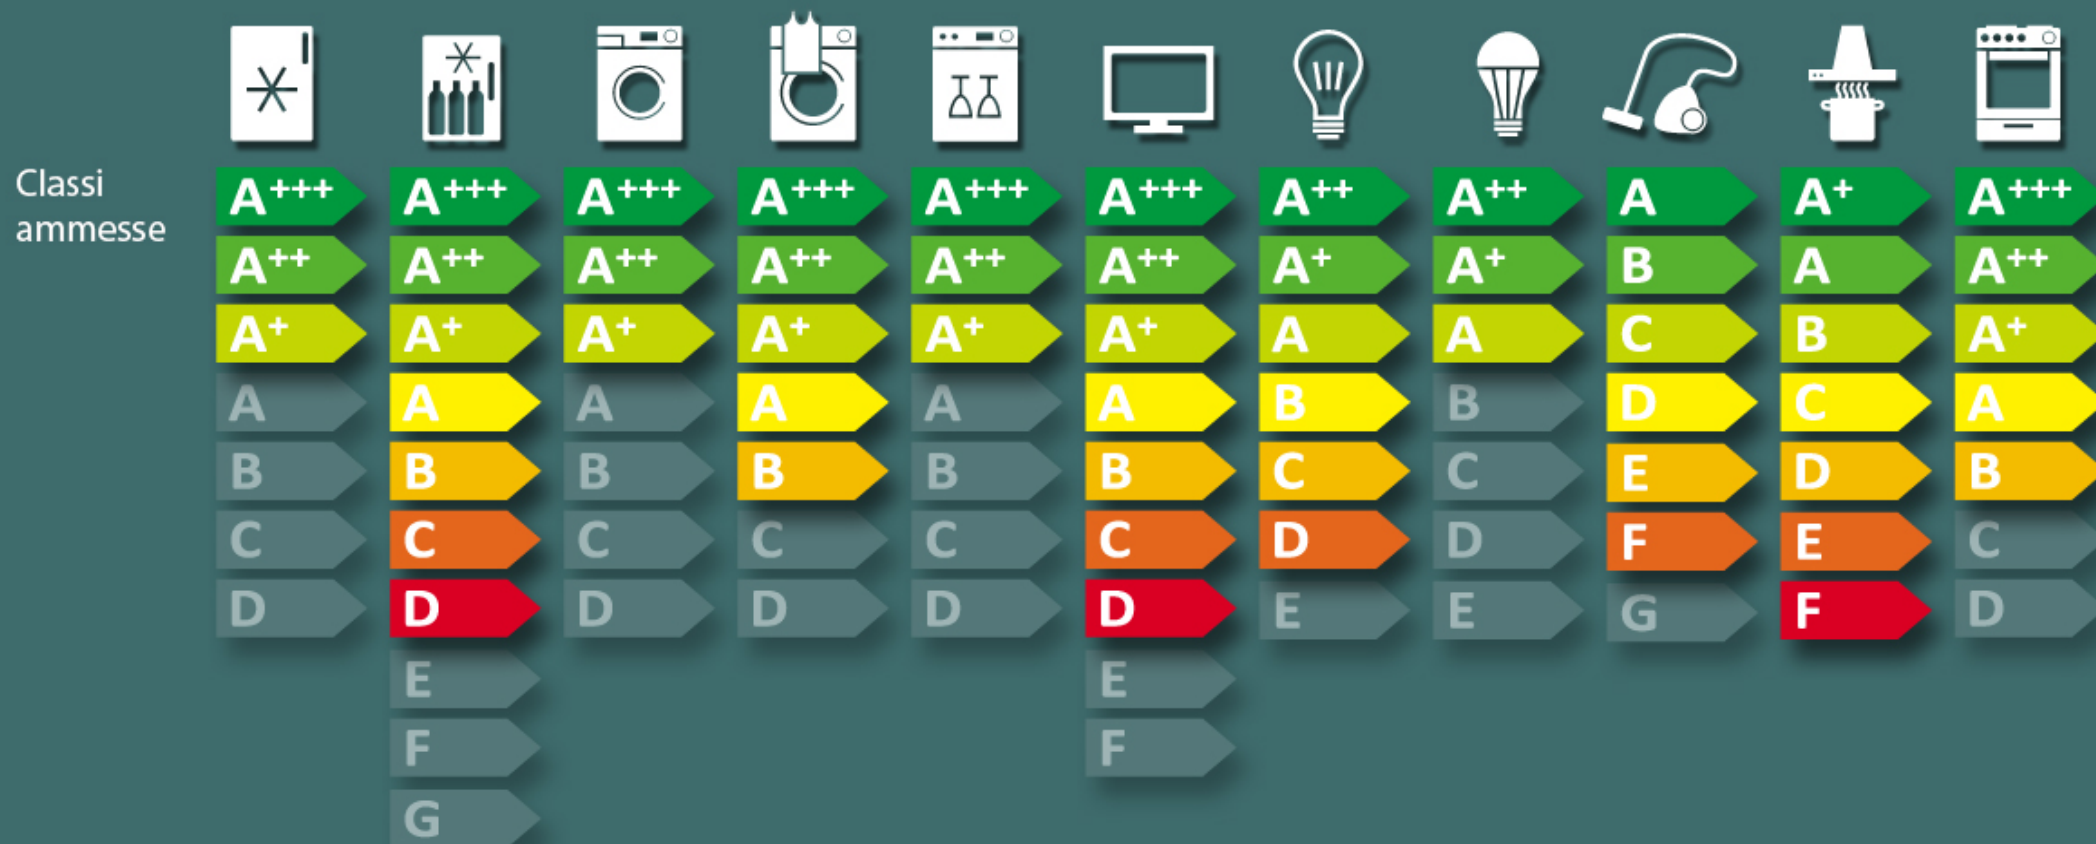 Classi
ammesse
A+++ A+++ A+++ A+++ A+++ A+++ A++ A++ A A+ A+++
A++ A++ A++ A++ A++ A++ A+ A+ B A A++
A+ A+ A+ A+ A+ A+ A A C B A+
A A A A A A B B D C A
B B B B B B C C E D B
C C C C C C D D F E C
D D D D D D E E G F D
E E
F F
G